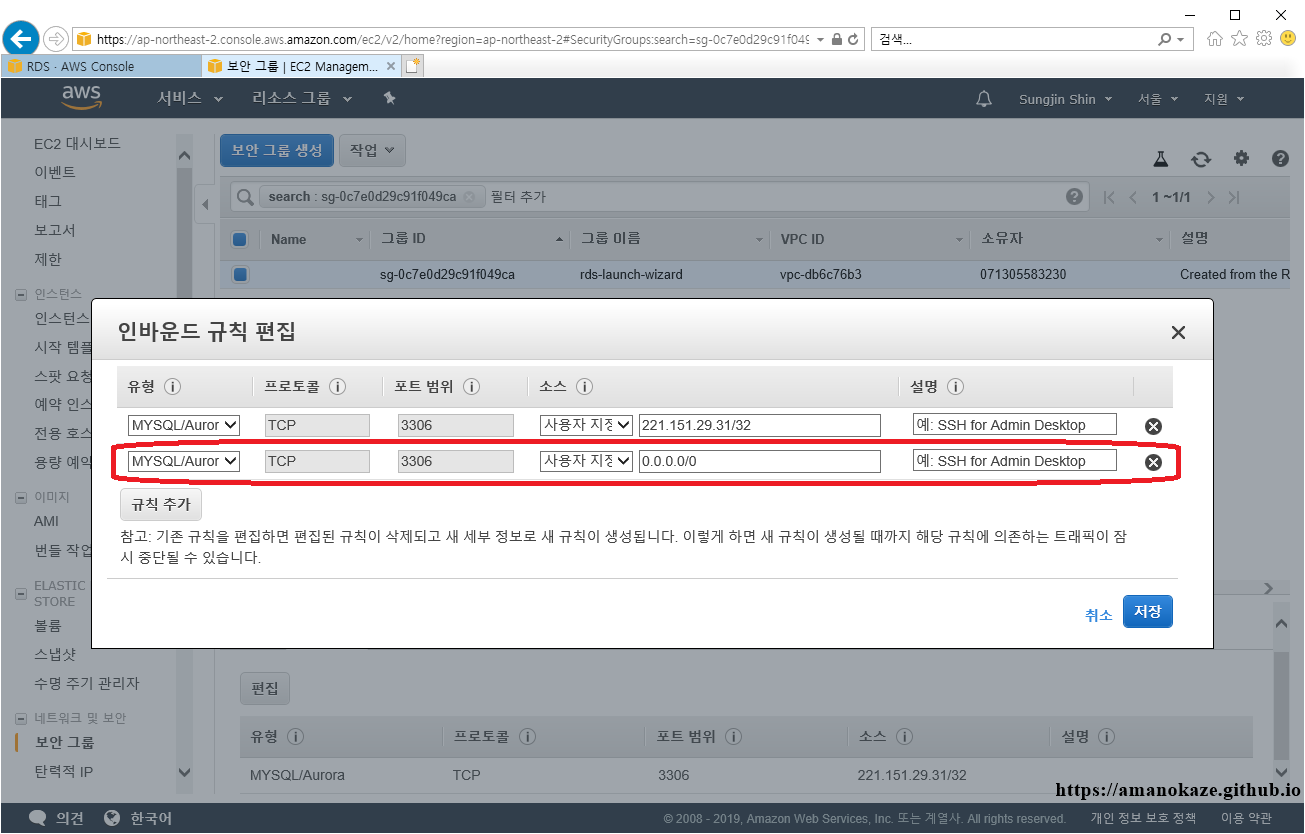 https://ap-northeast-2.console.aws.amazon.com/ec2/v2/home?region=ap-northeast-2#SecurityGroups:search=sg-0c7e0d29c91f049
검색...
RDS · AWS Console
보안 그룹 | EC2 Managem...
aws
서비스
리소스 그룹
Sungjin Shin
서울
지원
EC2 대시보드
이벤트
태그
보고서
제한
인스턴스
인스턴스
시작 템플
스팟 요청
예약 인스
전용 호스
용량 예약
이미지
AMI
번들 작업
ELASTIC
STORE
볼륨
스냅샷
수명 주기 관리자
네트워크 및 보안
보안 그룹
탄력적 IP
보안 그룹 생성
작업
search : sg-0c7e0d29c91f049ca
필터 추가
1 ~1/1
Name
그룹 ID
그룹 이름
VPC ID
소유자
설명
sg-0c7e0d29c91f049ca
rds-launch-wizard
vpc-db6c76b3
071305583230
Created from the R
인바운드 규칙 편집
유형
프로토콜
포트 범위
소스
설명
MYSQL/Auror
TCP
3306
사용자 지정
221.151.29.31/32
예: SSH for Admin Desktop
MYSQL/Auror
TCP
3306
사용자 지정
0.0.0.0/0
예: SSH for Admin Desktop
규칙 추가
참고: 기존 규칙을 편집하면 편집된 규칙이 삭제되고 새 세부 정보로 새 규칙이 생성됩니다. 이렇게 하면 새 규칙이 생성될 때까지 해당 규칙에 의존하는 트래픽이 잠
시 중단될 수 있습니다.
취소
저장
편집
유형
프로토콜
포트 범위
소스
설명
MYSQL/Aurora
TCP
3306
221.151.29.31/32
https://amanokaze.github.io
의견
한국어
© 2008 - 2019, Amazon Web Services, Inc. 또는 계열사. All rights reserved.
개인 정보 보호 정책
이용 약관